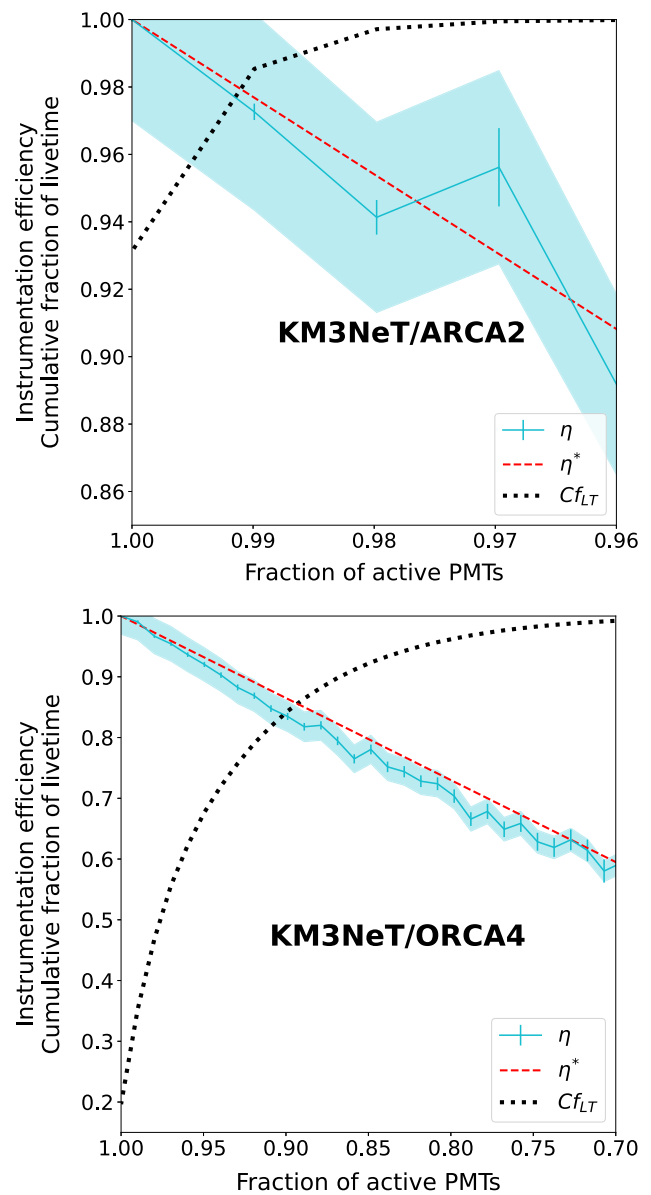 Instrumentation efficiency
Cumulative fraction of livetime
1.00
0.98
0.96
0.94
0.92
0.90
0.88
0.86
KM3NeT/ARCA2
η
η*
Cf_LT
1.00 0.99 0.98 0.97 0.96
Fraction of active PMTs
Instrumentation efficiency
Cumulative fraction of livetime
1.0
0.9
0.8
0.7
0.6
0.5
0.4
0.3
0.2
KM3NeT/ORCA4
η
η*
Cf_LT
1.00 0.95 0.90 0.85 0.80 0.75 0.70
Fraction of active PMTs